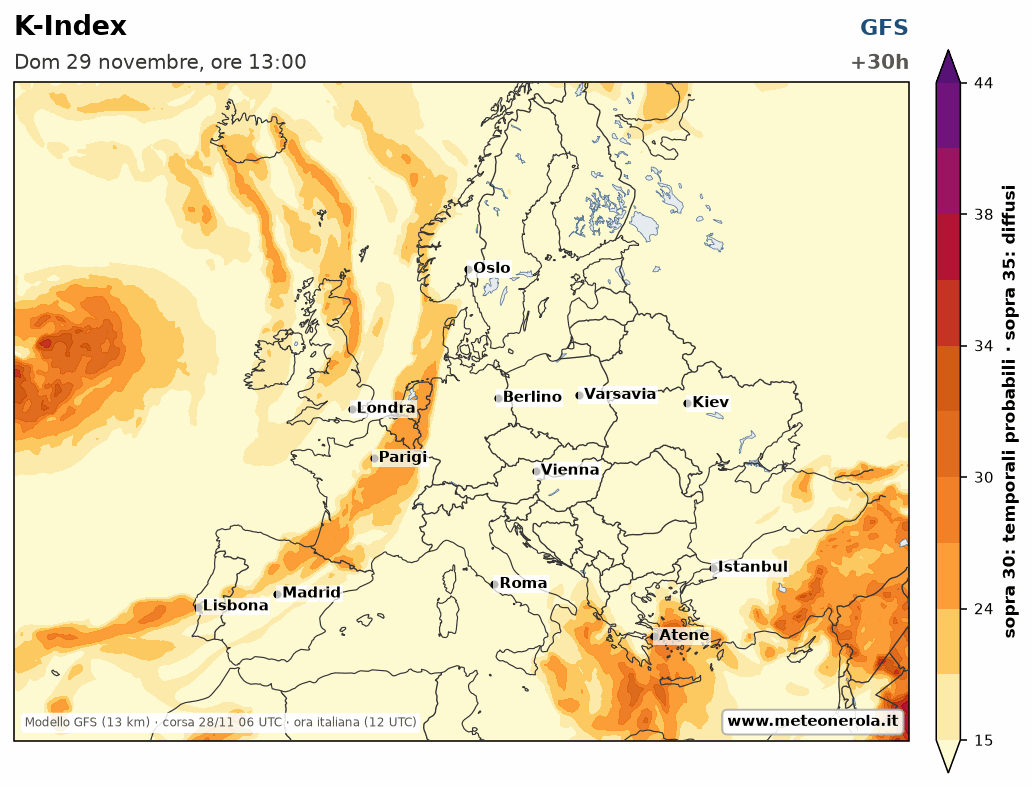 K-Index
GFS
Dom 29 novembre, ore 13:00
+30h
44
38
34
30
24
15
sopra 30: temporali probabili · sopra 35: diffusi
Oslo
Berlino
Varsavia
Kiev
Londra
Parigi
Vienna
Istanbul
Roma
Madrid
Lisbona
Atene
Modello GFS (13 km) · corsa 28/11 06 UTC · ora italiana (12 UTC)
www.meteonerola.it